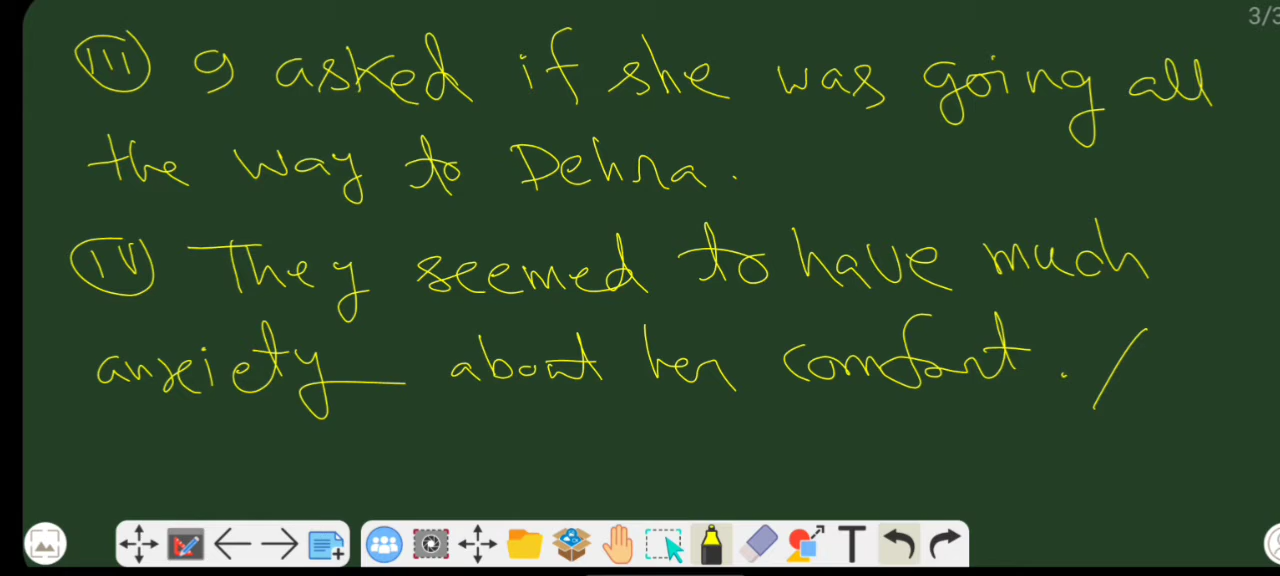 3/3
(iii) I asked if she was going all
the way to Dehra.
(iv) They seemed to have much
anxiety about her comfort. /
T